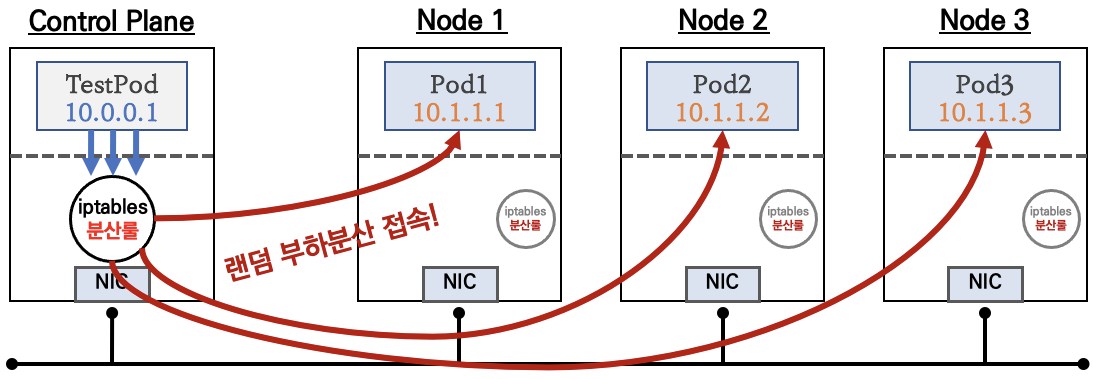 Control Plane
Node 1
Node 2
Node 3
TestPod
10.0.0.1
Pod1
10.1.1.1
Pod2
10.1.1.2
Pod3
10.1.1.3
iptables
분산룰
iptables
분산룰
iptables
분산룰
iptables
분산룰
랜덤 부하분산 접속!
NIC
NIC
NIC
NIC